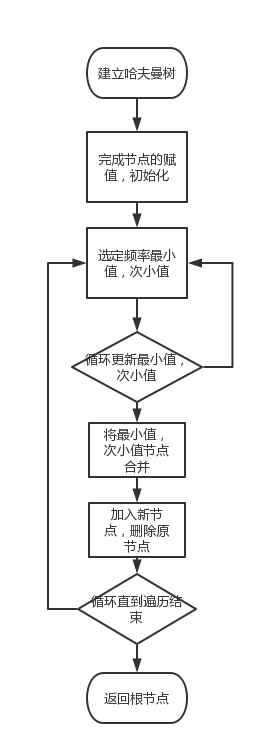 建立哈夫曼树
完成节点的赋
值，初始化
选定频率最小
值，次小值
循环更新最小值，
次小值
将最小值，
次小值节点
合并
加入新节
点，删除原
节点
循环直到遍历结
束
返回根节点